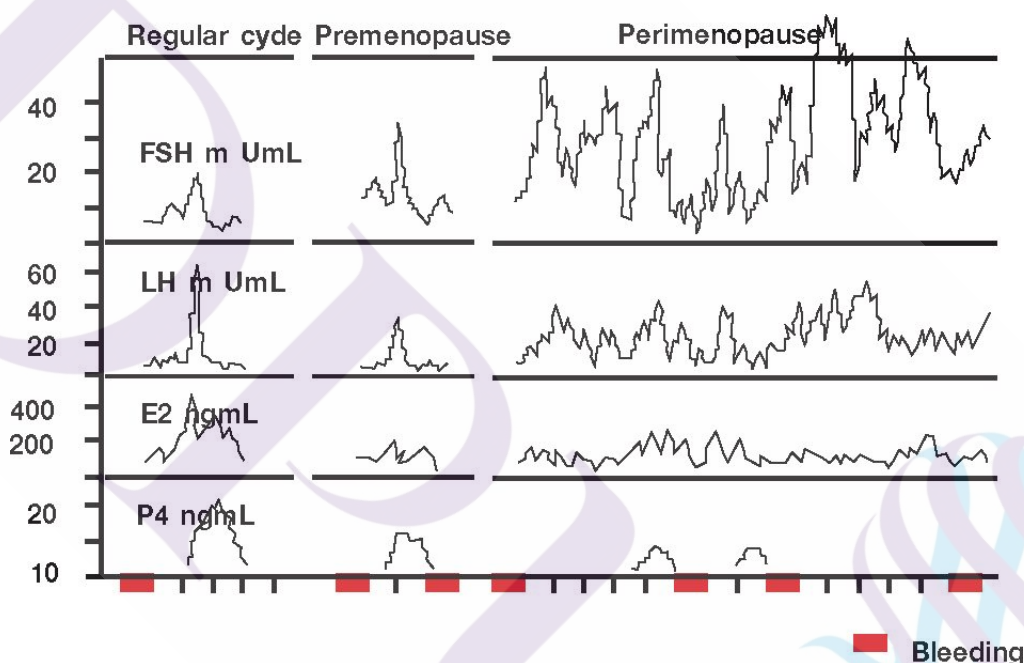 Regular cyde Premenopause Perimenopause
40
FSH m UmL
20
60
LH m UmL
40
20
400
E2 ngmL
200
20
P4 ngmL
10
Bleeding